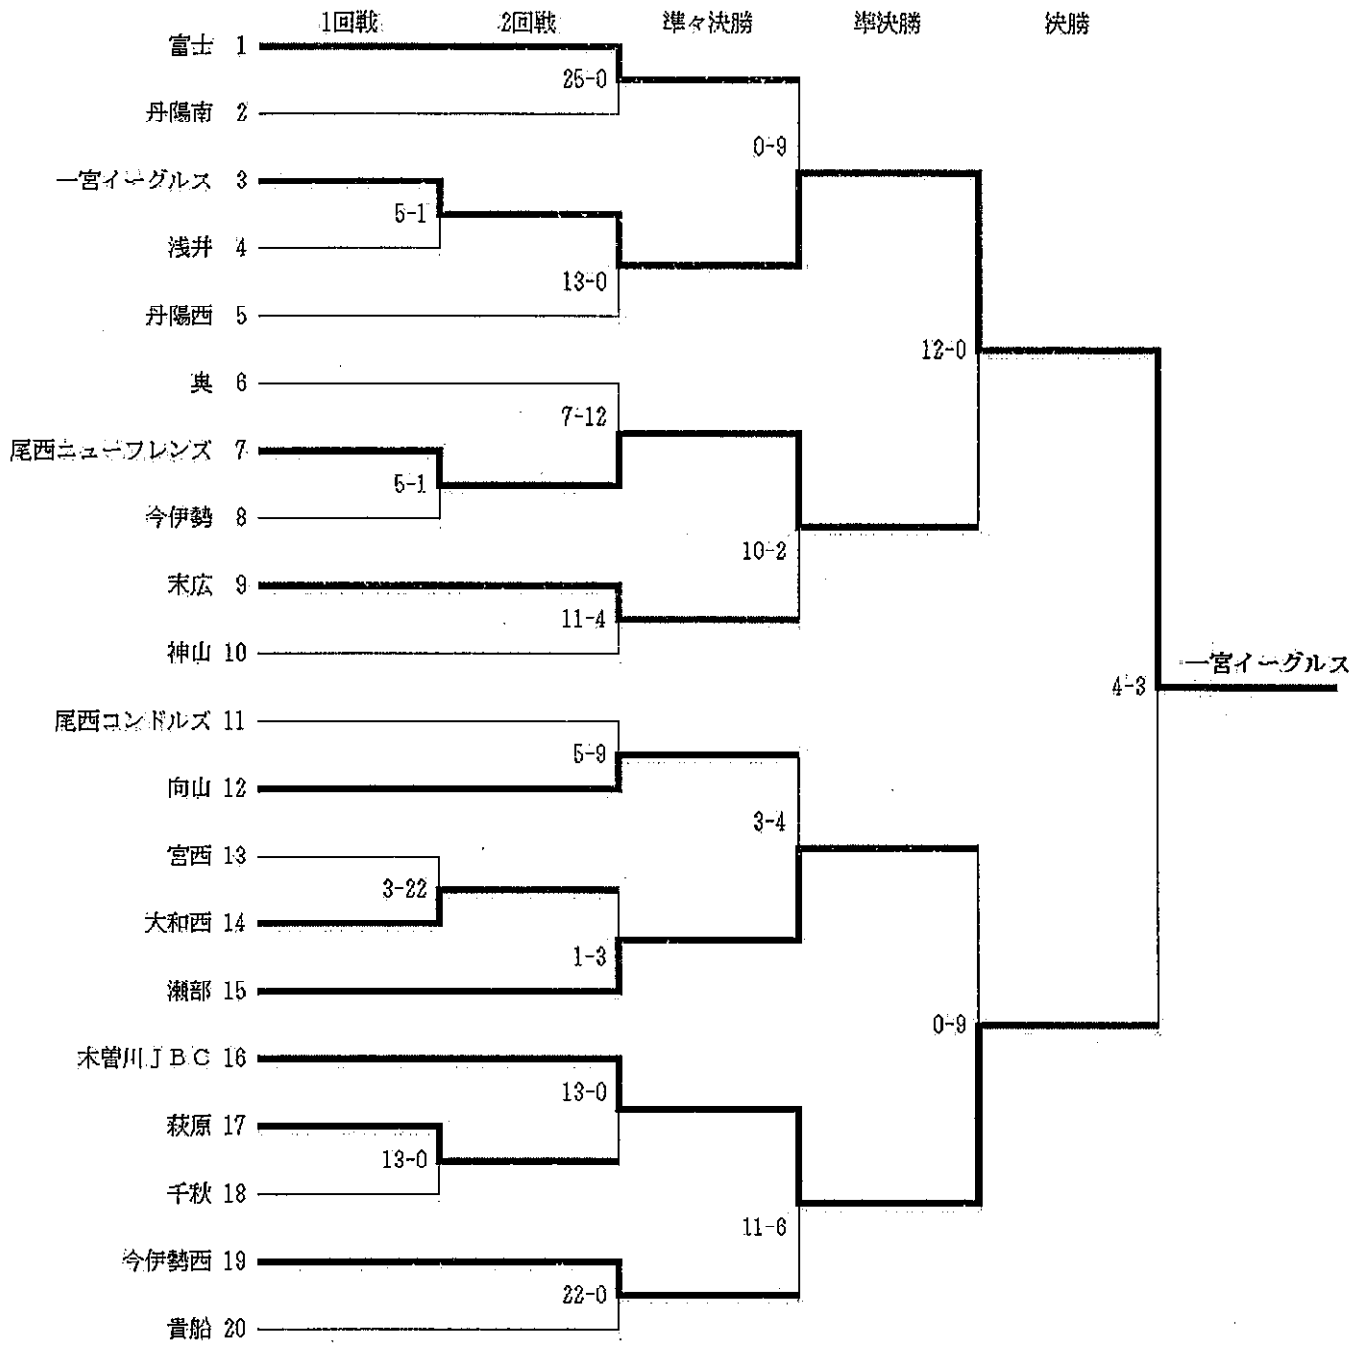 1回戦 2回戦 準々決勝 準決勝 決勝
富士 1
25-0
丹陽南 2
0-9
一宮イーグルス 3
5-1
浅井 4
13-0
丹陽西 5
12-0
奥 6
7-12
尾西ニューフレンズ 7
5-1
今伊勢 8
10-2
末広 9
11-4
神山 10
一宮イーグルス
4-3
尾西コンドルズ 11
5-9
向山 12
3-4
宮西 13
3-22
大和西 14
1-3
瀬部 15
0-9
木曽川JBC 16
13-0
萩原 17
13-0
千秋 18
11-6
今伊勢西 19
22-0
貴船 20